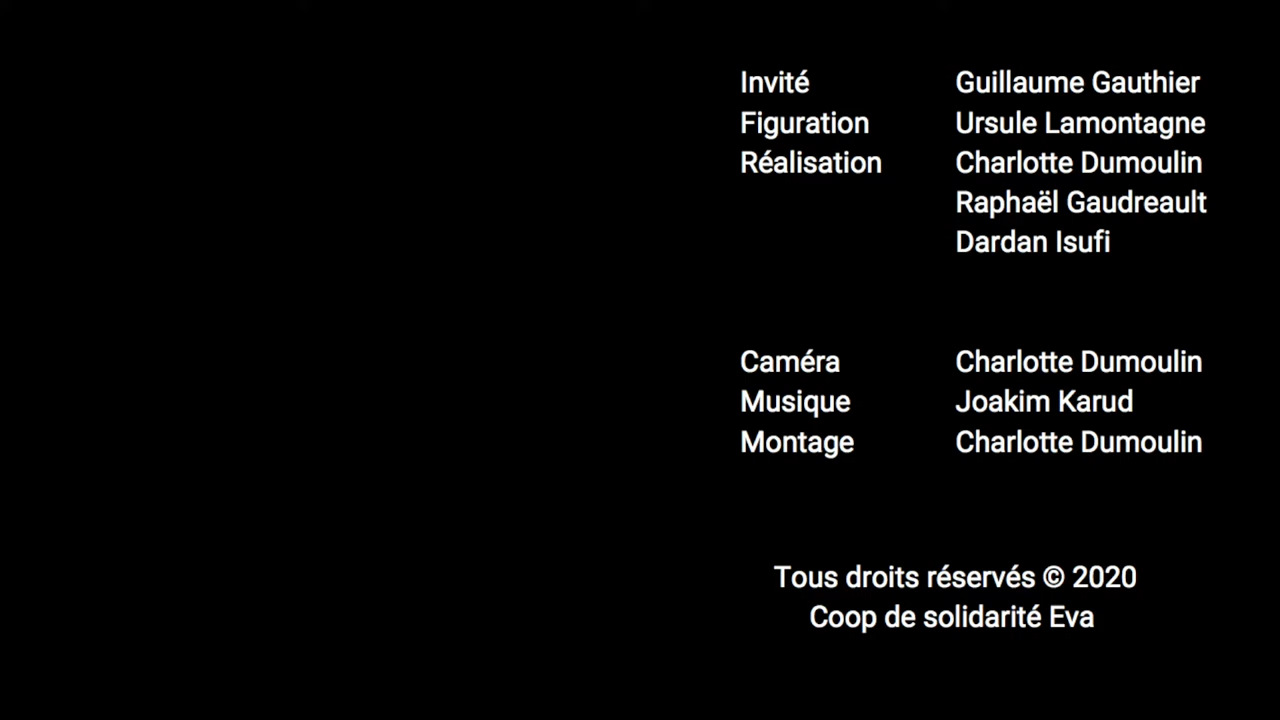 Invité Guillaume Gauthier
Figuration Ursule Lamontagne
Réalisation Charlotte Dumoulin
Raphaël Gaudreault
Dardan Isufi
Caméra Charlotte Dumoulin
Musique Joakim Karud
Montage Charlotte Dumoulin
Tous droits réservés © 2020
Coop de solidarité Eva